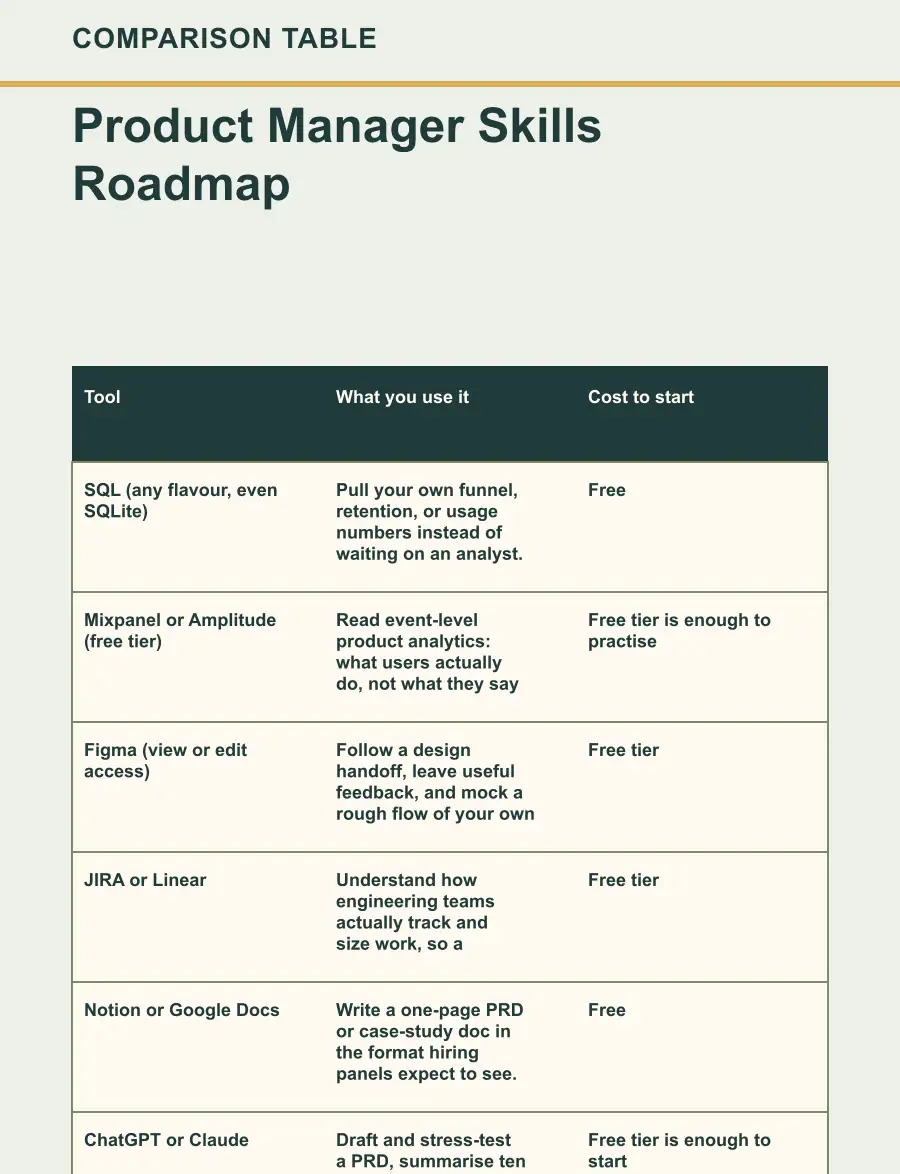 COMPARISON TABLE
Product Manager Skills
Roadmap
Tool
What you use it
Cost to start
SQL (any flavour, even
SQLite)
Pull your own funnel,
retention, or usage
numbers instead of
waiting on an analyst.
Free
Mixpanel or Amplitude
(free tier)
Read event-level
product analytics:
what users actually
do, not what they say
Free tier is enough to
practise
Figma (view or edit
access)
Follow a design
handoff, leave useful
feedback, and mock a
rough flow of your own
Free tier
JIRA or Linear
Understand how
engineering teams
actually track and
size work, so a
Free tier
Notion or Google Docs
Write a one-page PRD
or case-study doc in
the format hiring
panels expect to see.
Free
ChatGPT or Claude
Draft and stress-test
a PRD, summarise ten
Free tier is enough to
start